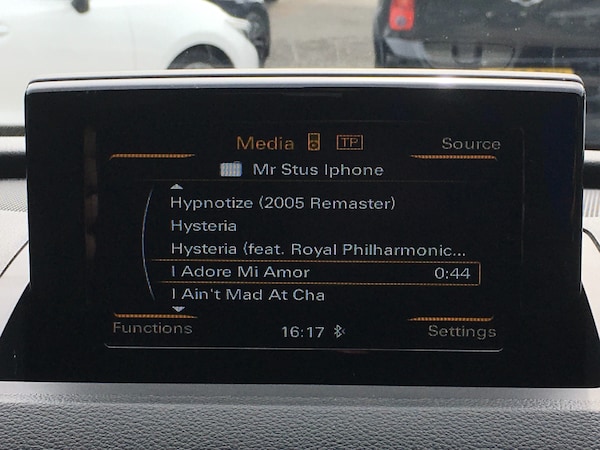 Media TP Source
Mr Stus Iphone
Hypnotize (2005 Remaster)
Hysteria
Hysteria (feat. Royal Philharmonic...
I Adore Mi Amor 0:44
I Ain't Mad At Cha
Functions 16:17 Settings